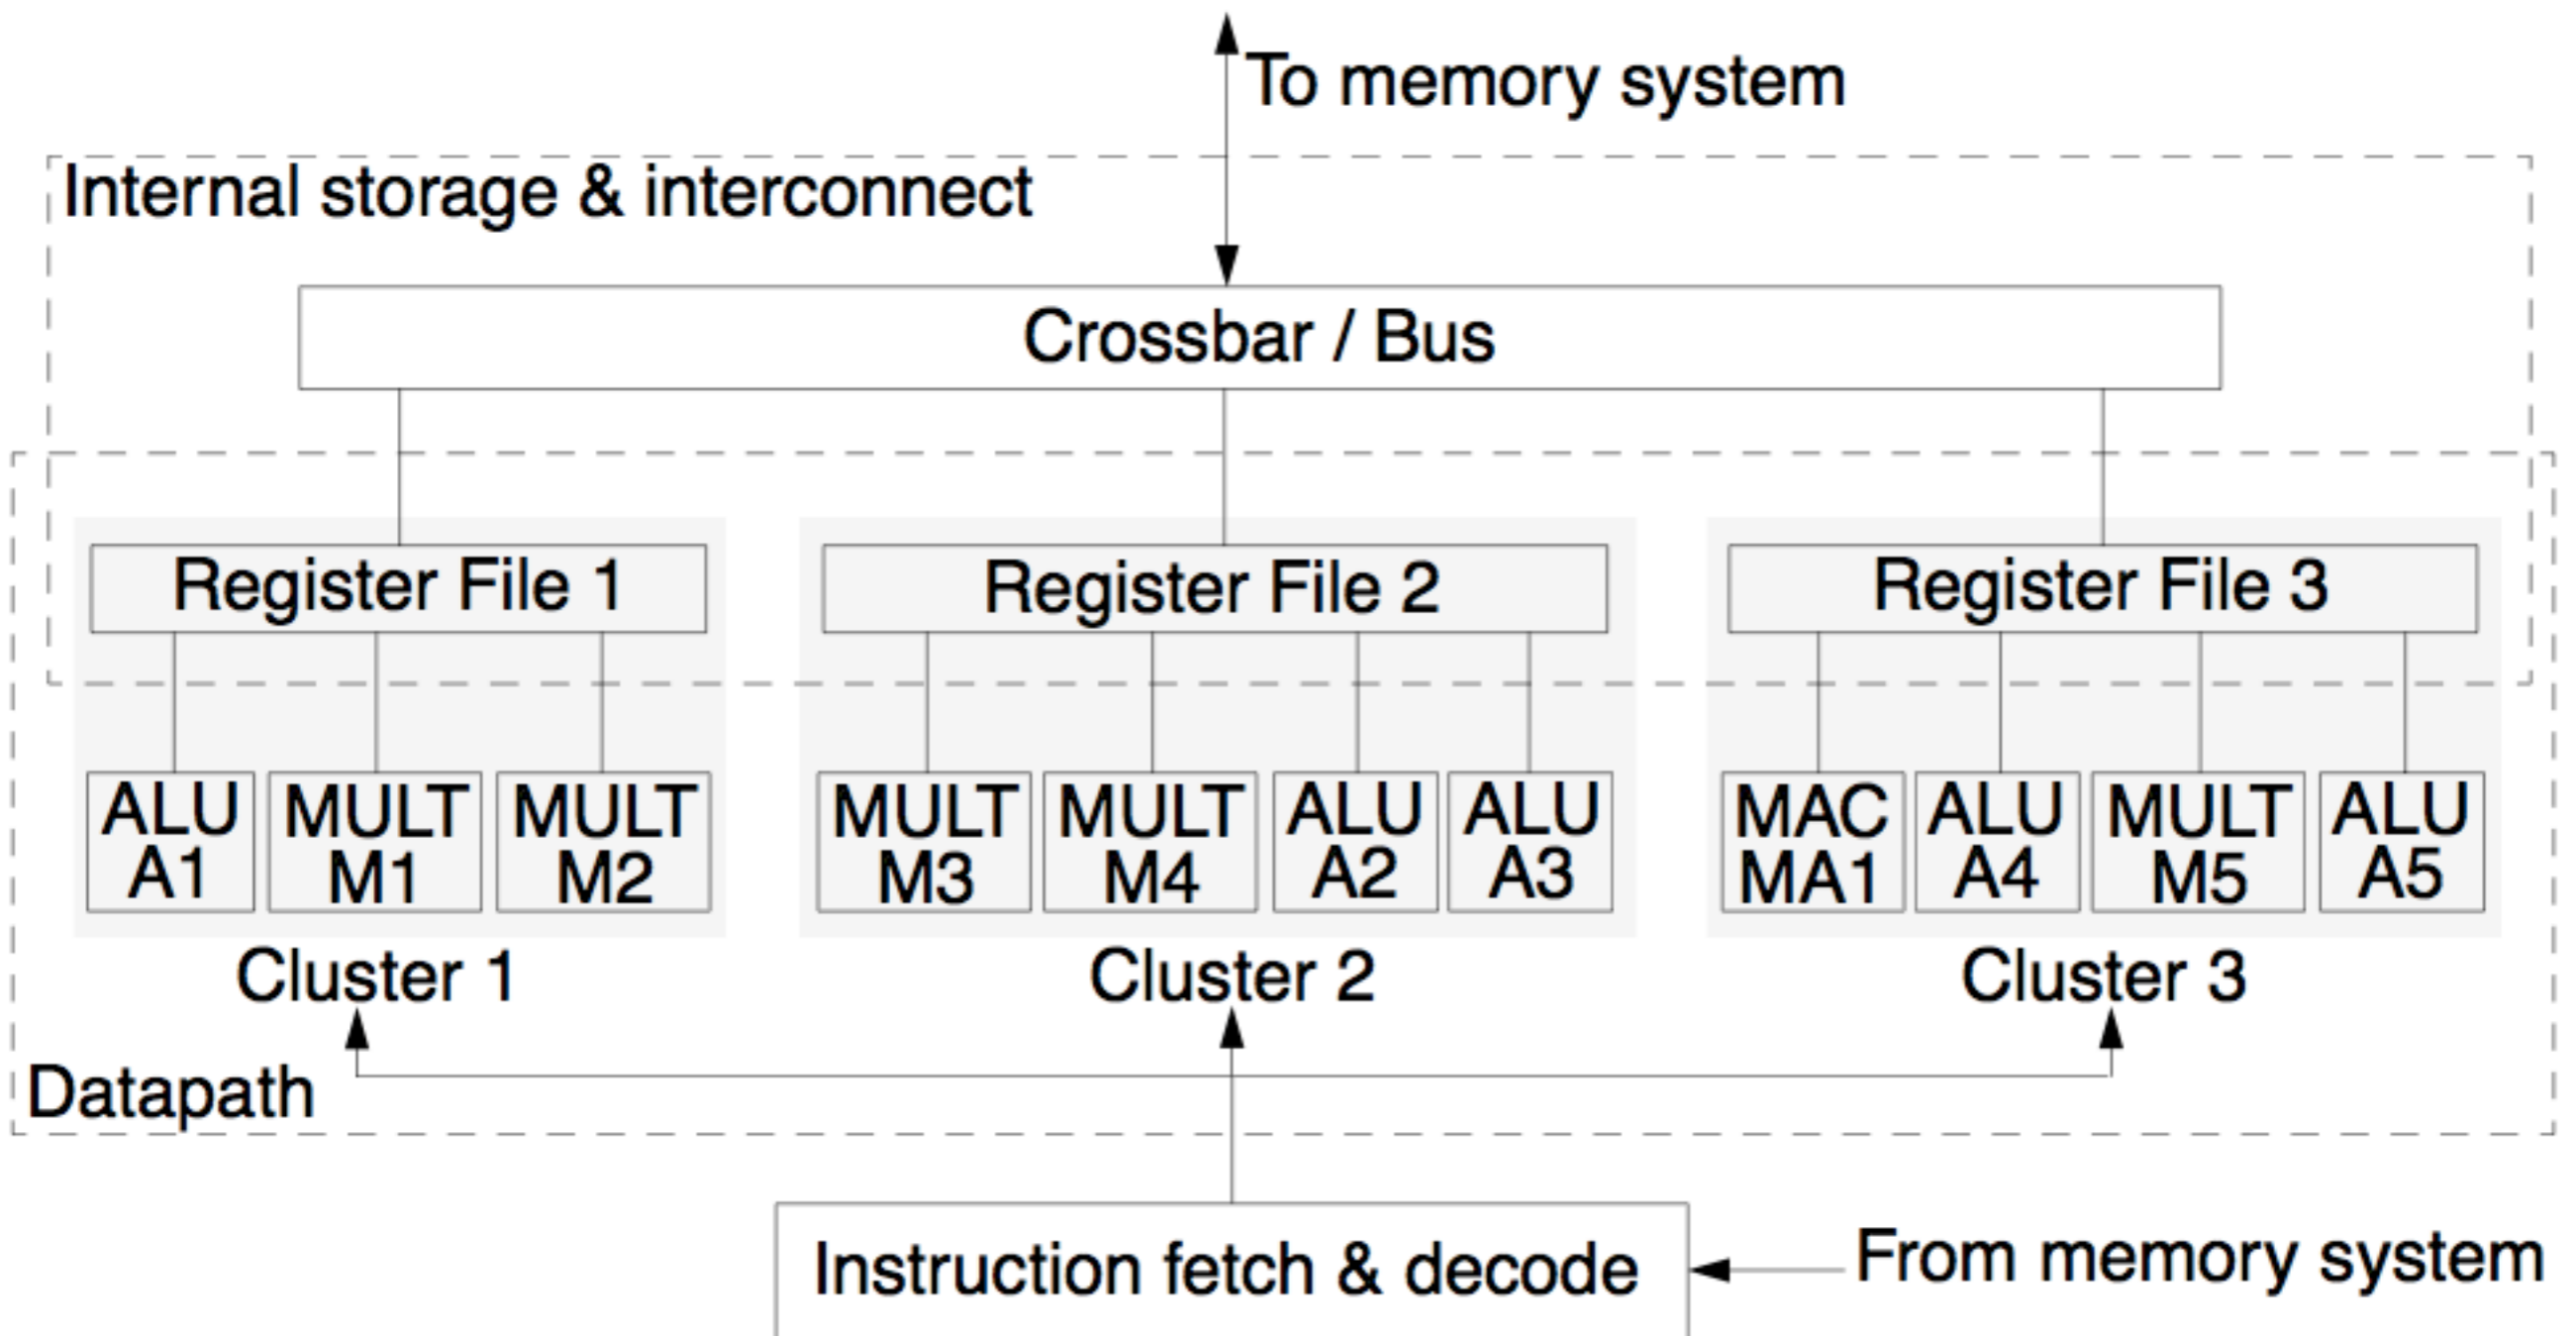 To memory system
Internal storage & interconnect
Crossbar / Bus
Register File 1
Register File 2
Register File 3
ALU
A1
MULT
M1
MULT
M2
MULT
M3
MULT
M4
ALU
A2
ALU
A3
MAC
MA1
ALU
A4
MULT
M5
ALU
A5
Cluster 1
Cluster 2
Cluster 3
Datapath
Instruction fetch & decode
From memory system